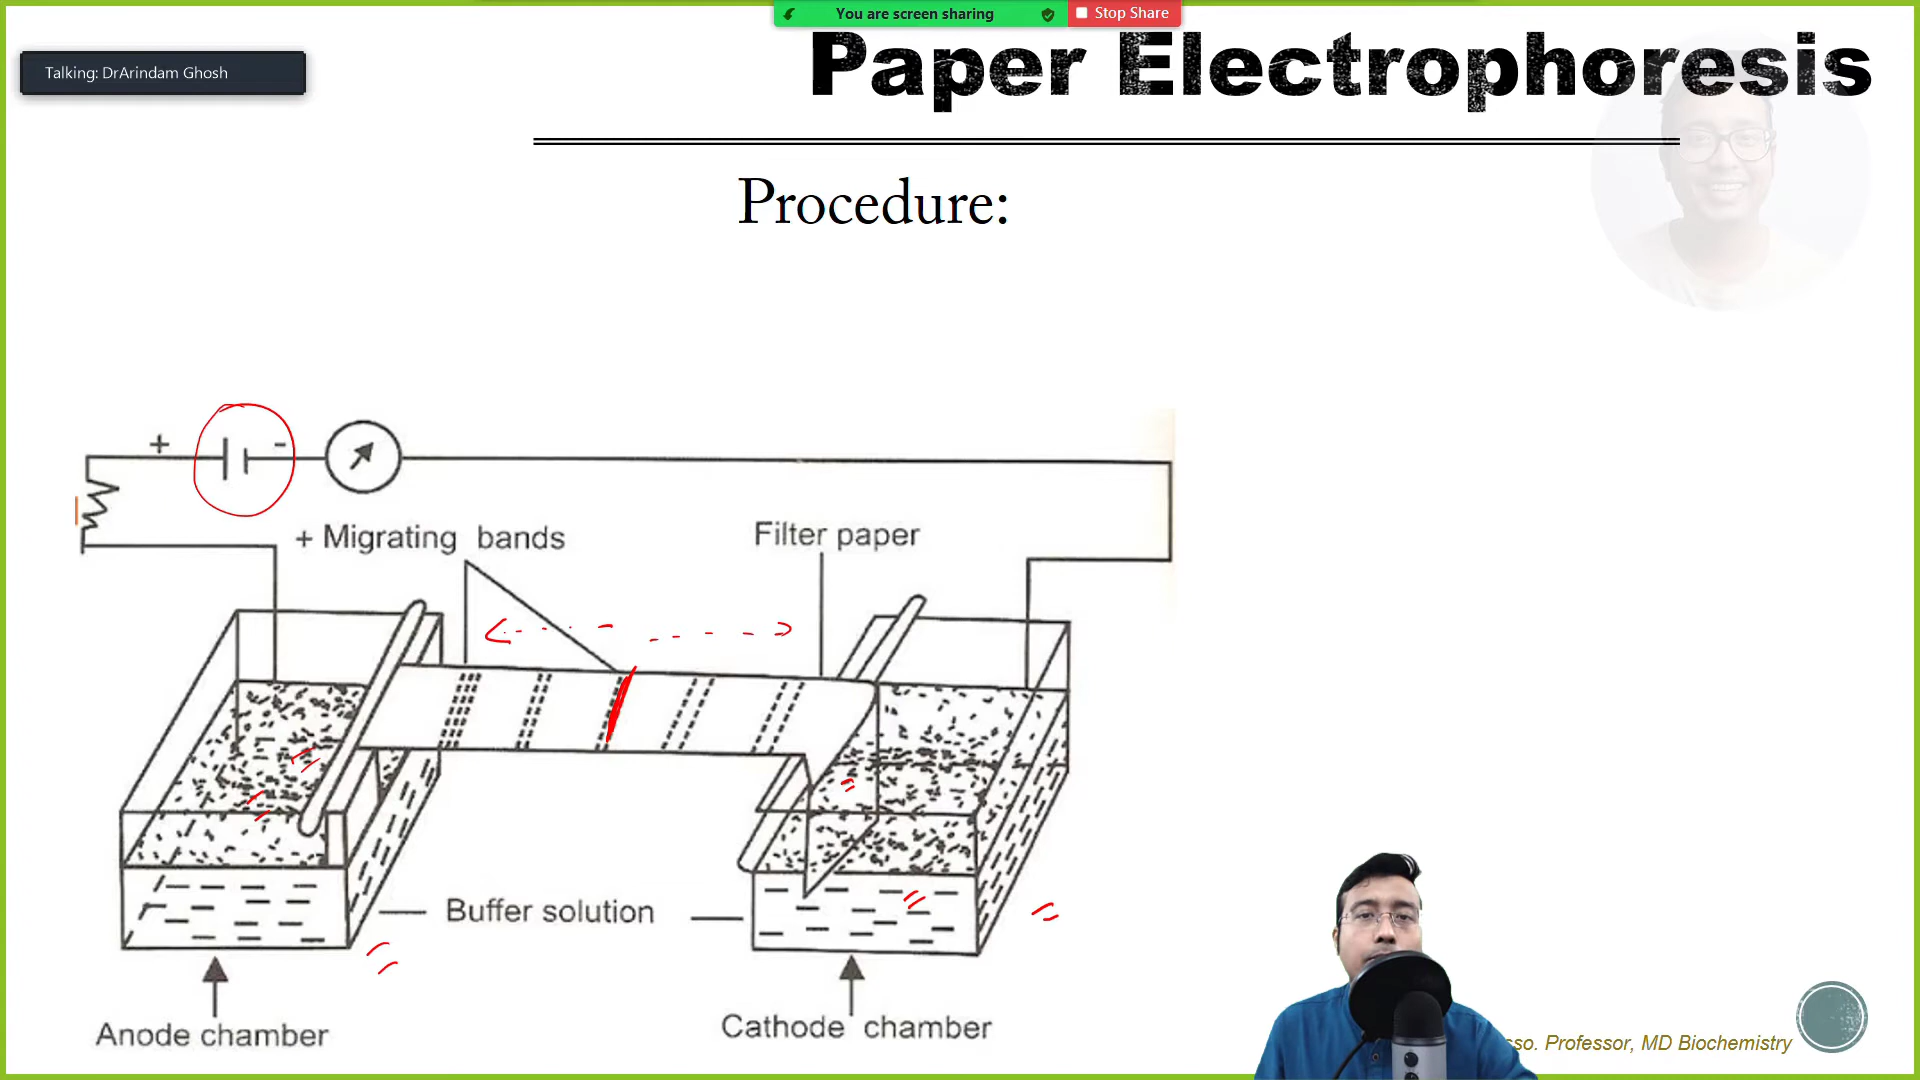 You are screen sharing
Stop Share
Talking: DrArindam Ghosh
Paper Electrophoresis
Procedure:
+ -
+ Migrating bands
Filter paper
Buffer solution
Anode chamber
Cathode chamber
Professor, MD Biochemistry